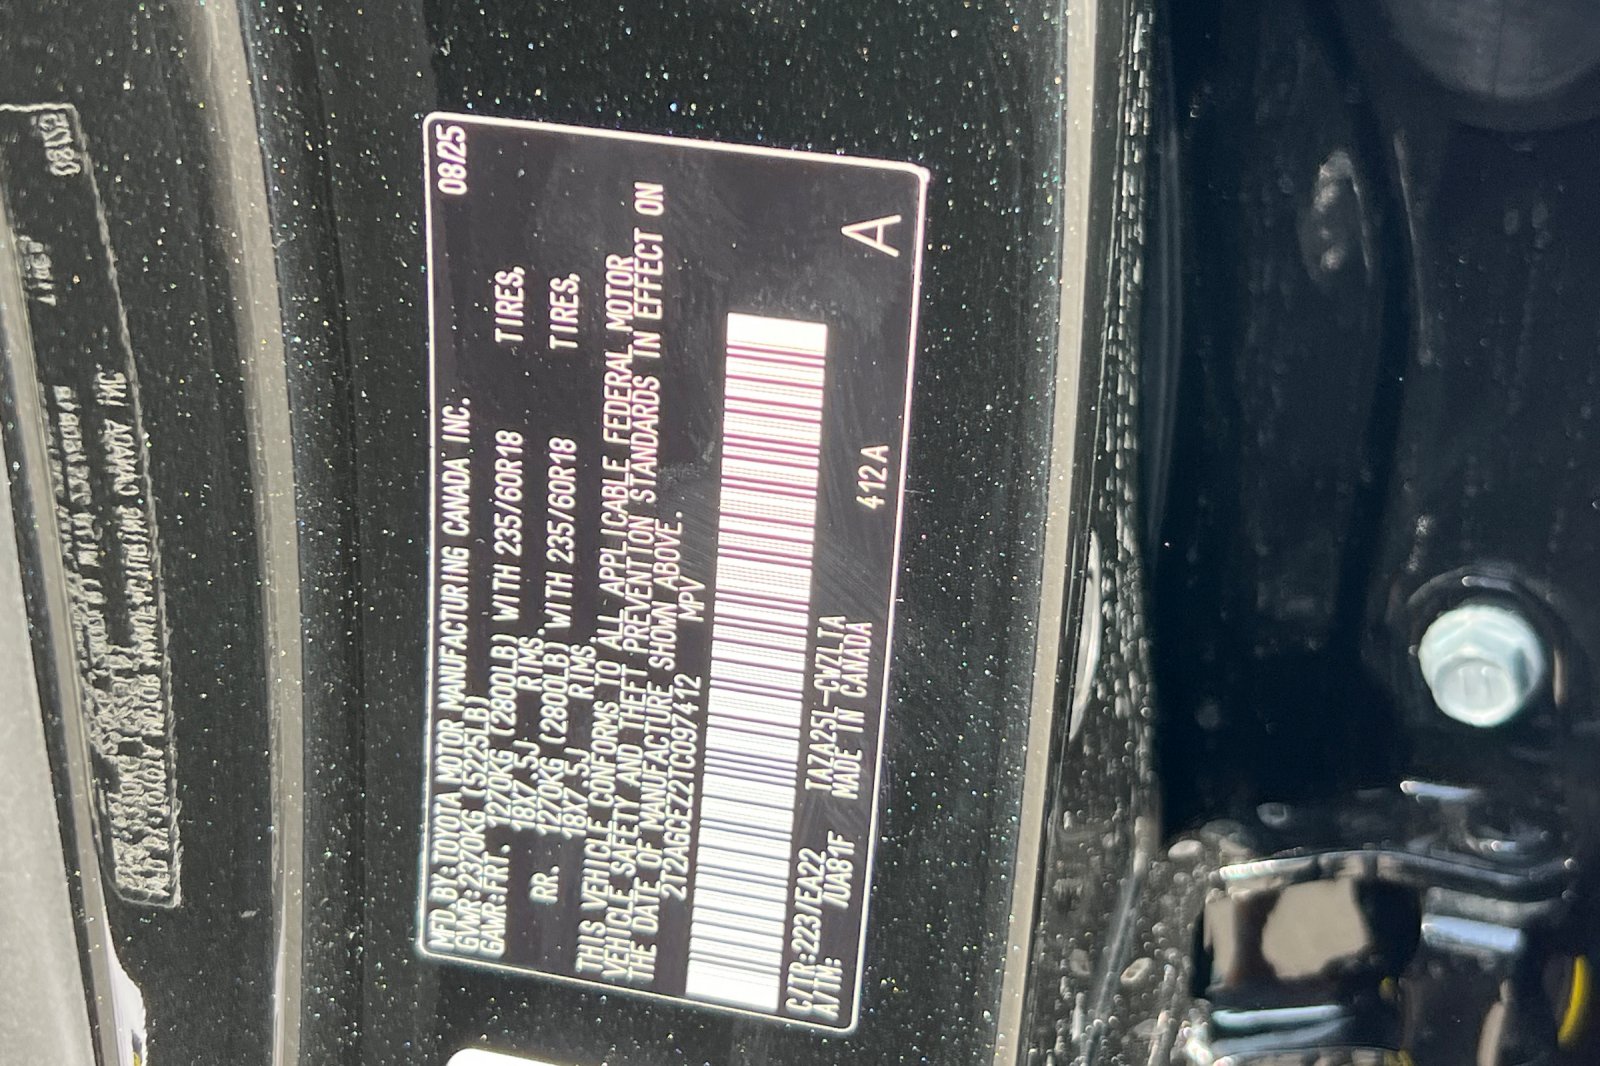 MFD.BY:TOYOTA MOTOR MANUFACTURING CANADA INC. 08/25
GVWR:2370KG (5225LB)
GAWR:FRT. 1270KG (2800LB) WITH 235/60R18 TIRES,
18X7.5J RIMS.
RR. 1270KG (2800LB) WITH 235/60R18 TIRES,
18X7.5J RIMS
THIS VEHICLE CONFORMS TO ALL APPLICABLE FEDERAL MOTOR
VEHICLE SAFETY AND THEFT PREVENTION STANDARDS IN EFFECT ON
THE DATE OF MANUFACTURE SHOWN ABOVE.
2T2AGCEZ2TC097412 MPV
C/TR:223/EA22 TAZA25L-CWZLTA 412A A
A/TM: /UA81F MADE IN CANADA